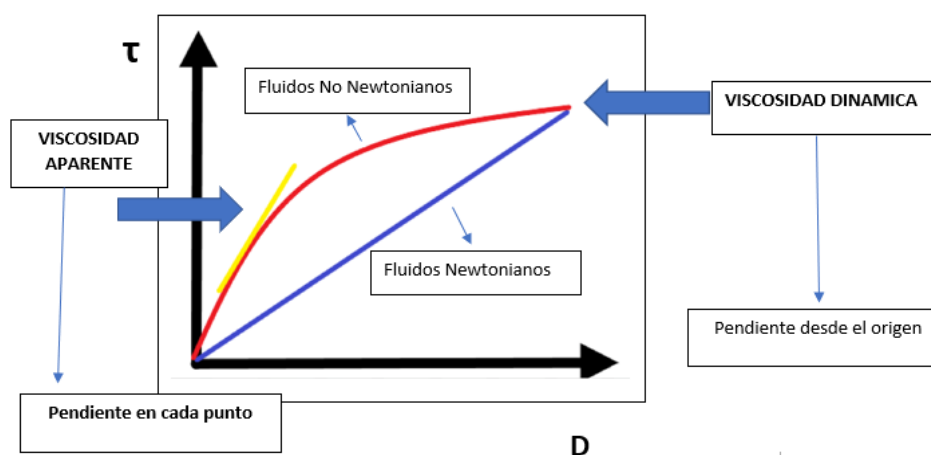 τ
Fluidos No Newtonianos
VISCOSIDAD DINAMICA
VISCOSIDAD
APARENTE
Fluidos Newtonianos
Pendiente desde el origen
Pendiente en cada punto
D